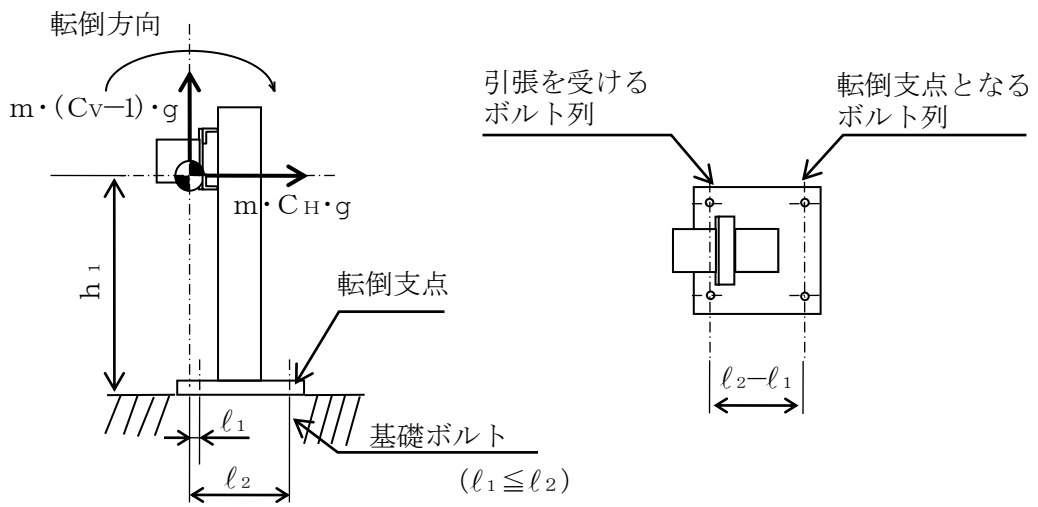 転倒方向
m・(CV－1)・g
m・CH・g
h1
転倒支点
ℓ1
ℓ2
基礎ボルト
(ℓ1≦ℓ2)
引張を受ける
ボルト列
転倒支点となる
ボルト列
ℓ2－ℓ1